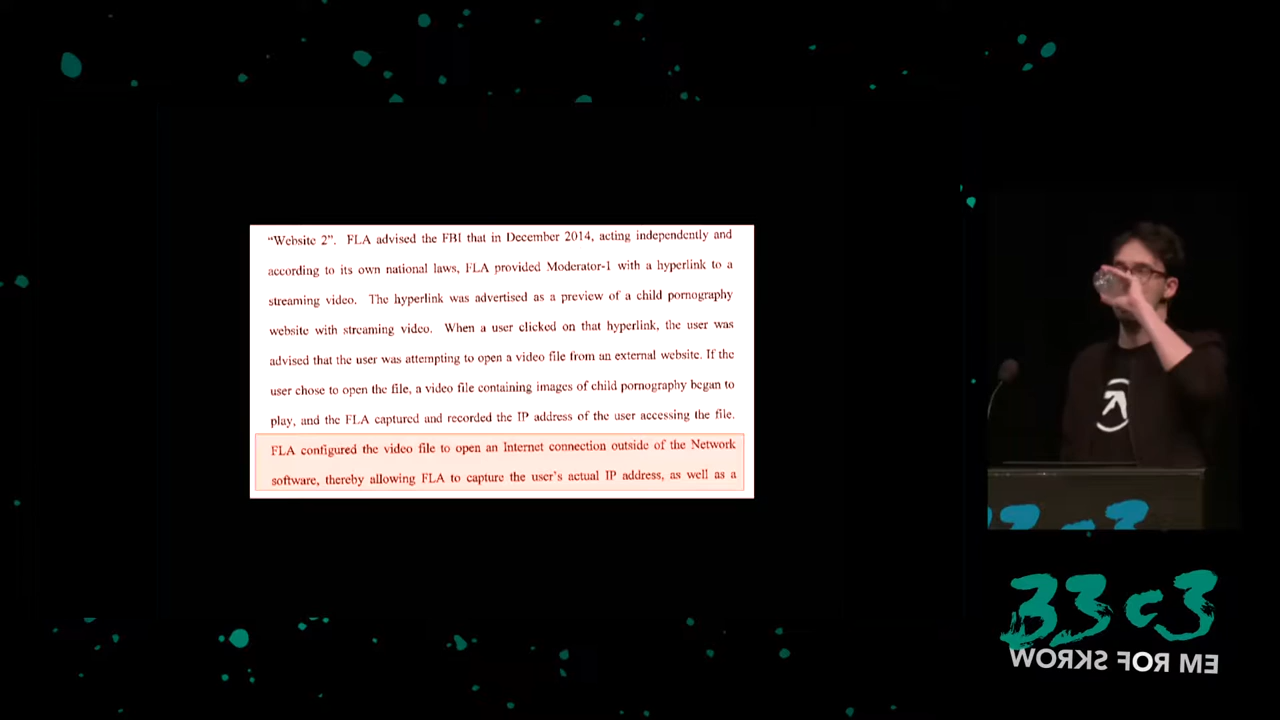 “Website 2”. FLA advised the FBI that in December 2014, acting independently and
according to its own national laws, FLA provided Moderator-1 with a hyperlink to a
streaming video. The hyperlink was advertised as a preview of a child pornography
website with streaming video. When a user clicked on that hyperlink, the user was
advised that the user was attempting to open a video file from an external website. If the
user chose to open the file, a video file containing images of child pornography began to
play, and the FLA captured and recorded the IP address of the user accessing the file.
FLA configured the video file to open an Internet connection outside of the Network
software, thereby allowing FLA to capture the user’s actual IP address, as well as a
33c3
WORKS FOR ME